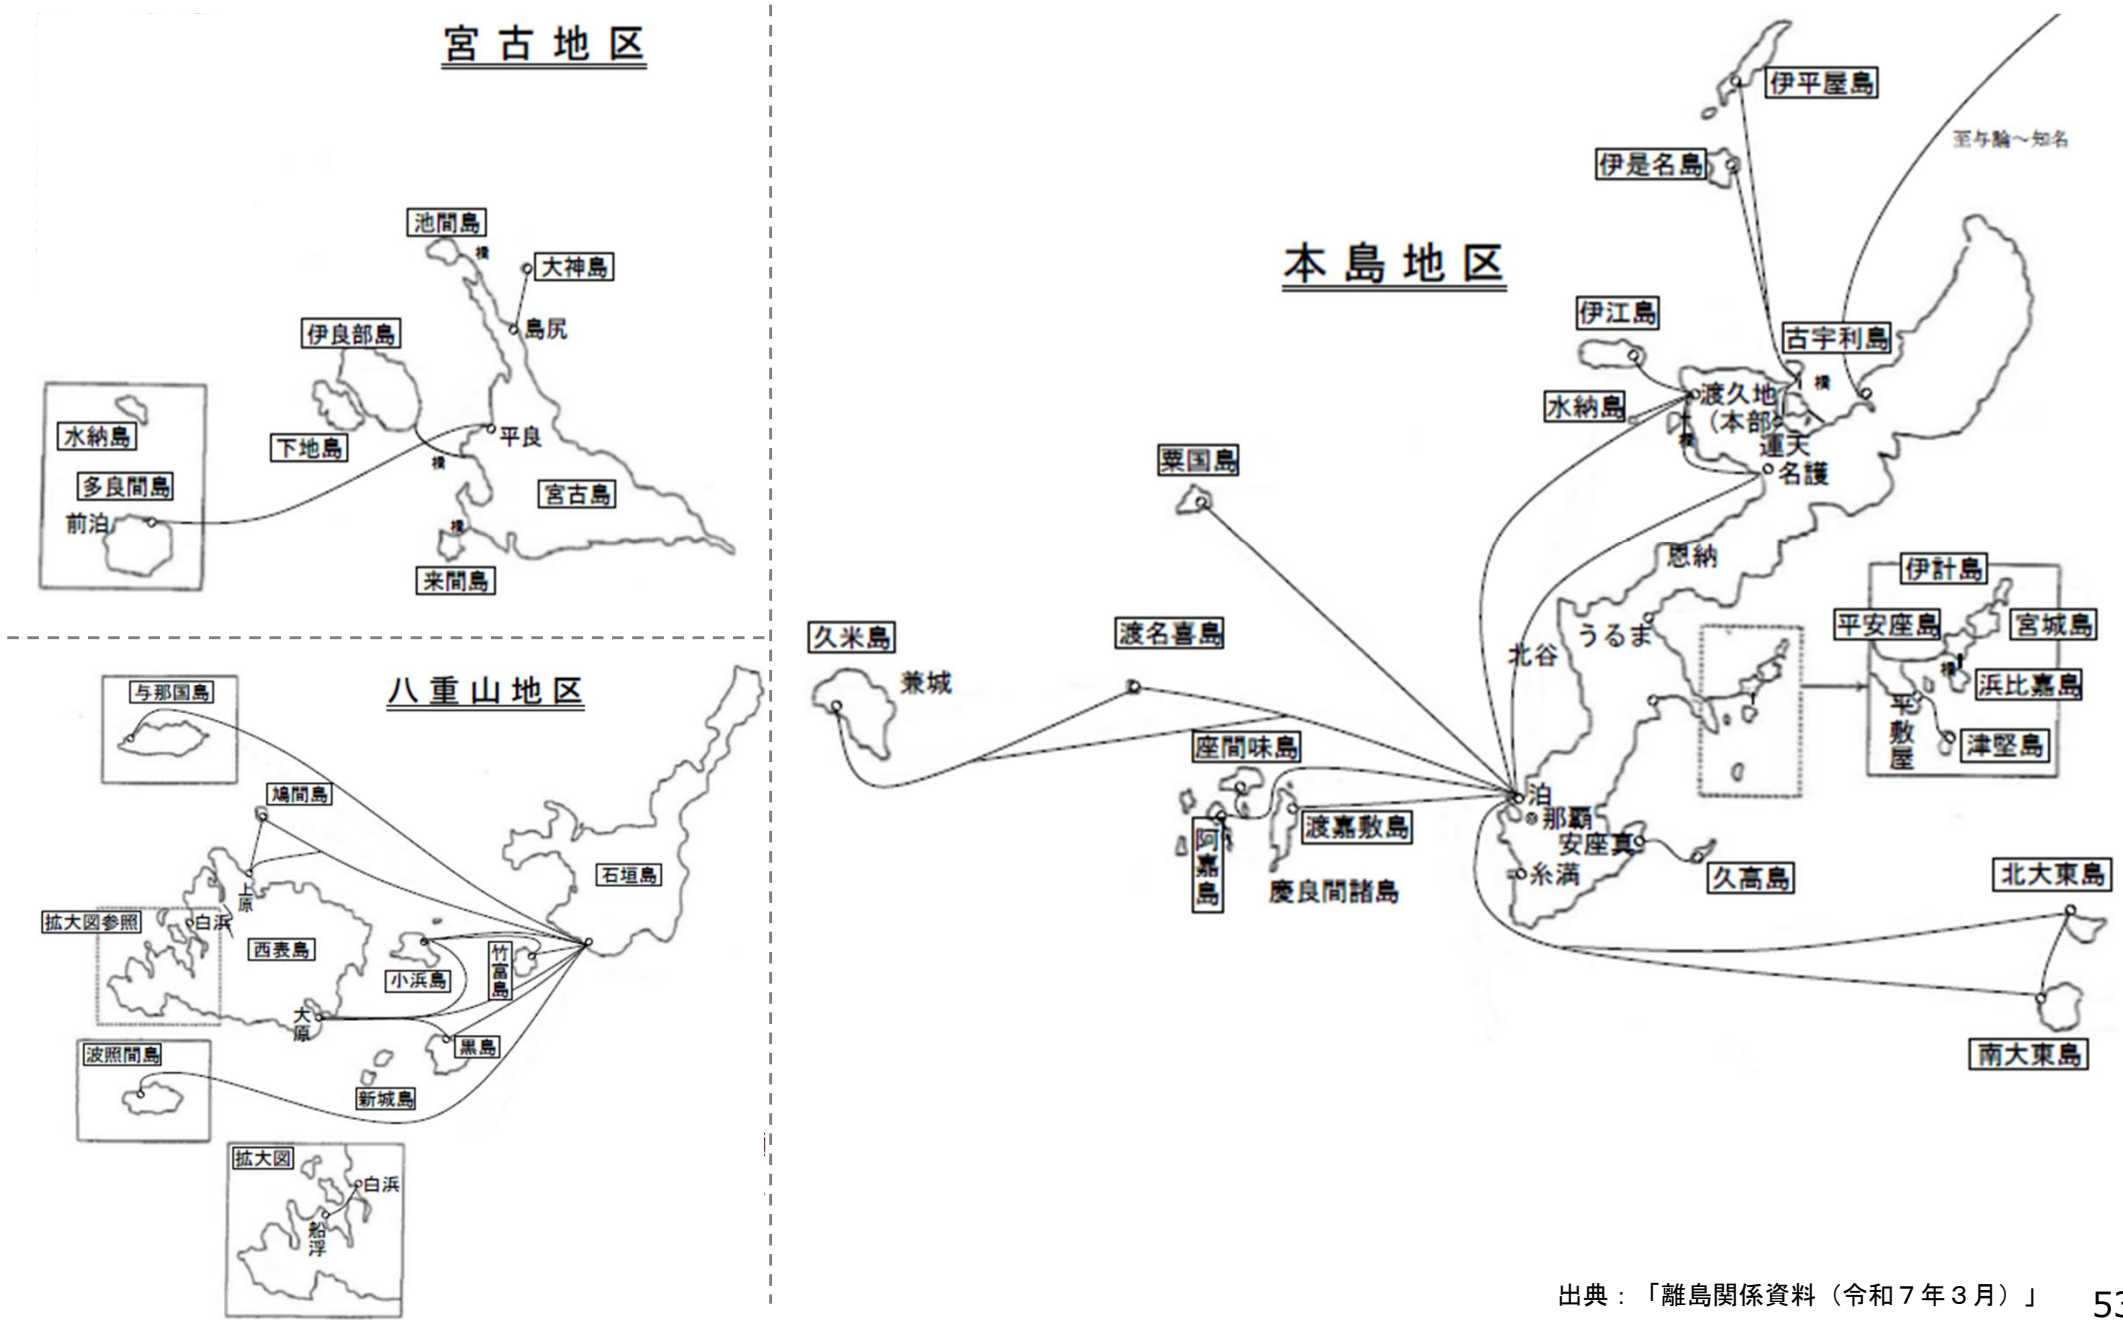 宮古地区
池間島
橋
大神島
島尻
伊良部島
下地島
橋
平良
水納島
多良間島
前泊
宮古島
橋
来間島
八重山地区
与那国島
鳩間島
上原
石垣島
拡大図参照
白浜
西表島
小浜島
竹富島
大原
黒島
波照間島
新城島
拡大図
白浜
船浮
本島地区
伊平屋島
至与論～知名
伊是名島
伊江島
古宇利島
橋
水納島
渡久地
(本部)
橋
運天
名護
粟国島
恩納
伊計島
平安座島
宮城島
橋
浜比嘉島
平敷屋
津堅島
うるま
北谷
久米島
兼城
渡名喜島
座間味島
阿嘉島
渡嘉敷島
慶良間諸島
泊
那覇
安座真
糸満
久高島
北大東島
南大東島
出典：「離島関係資料（令和７年３月）」
53